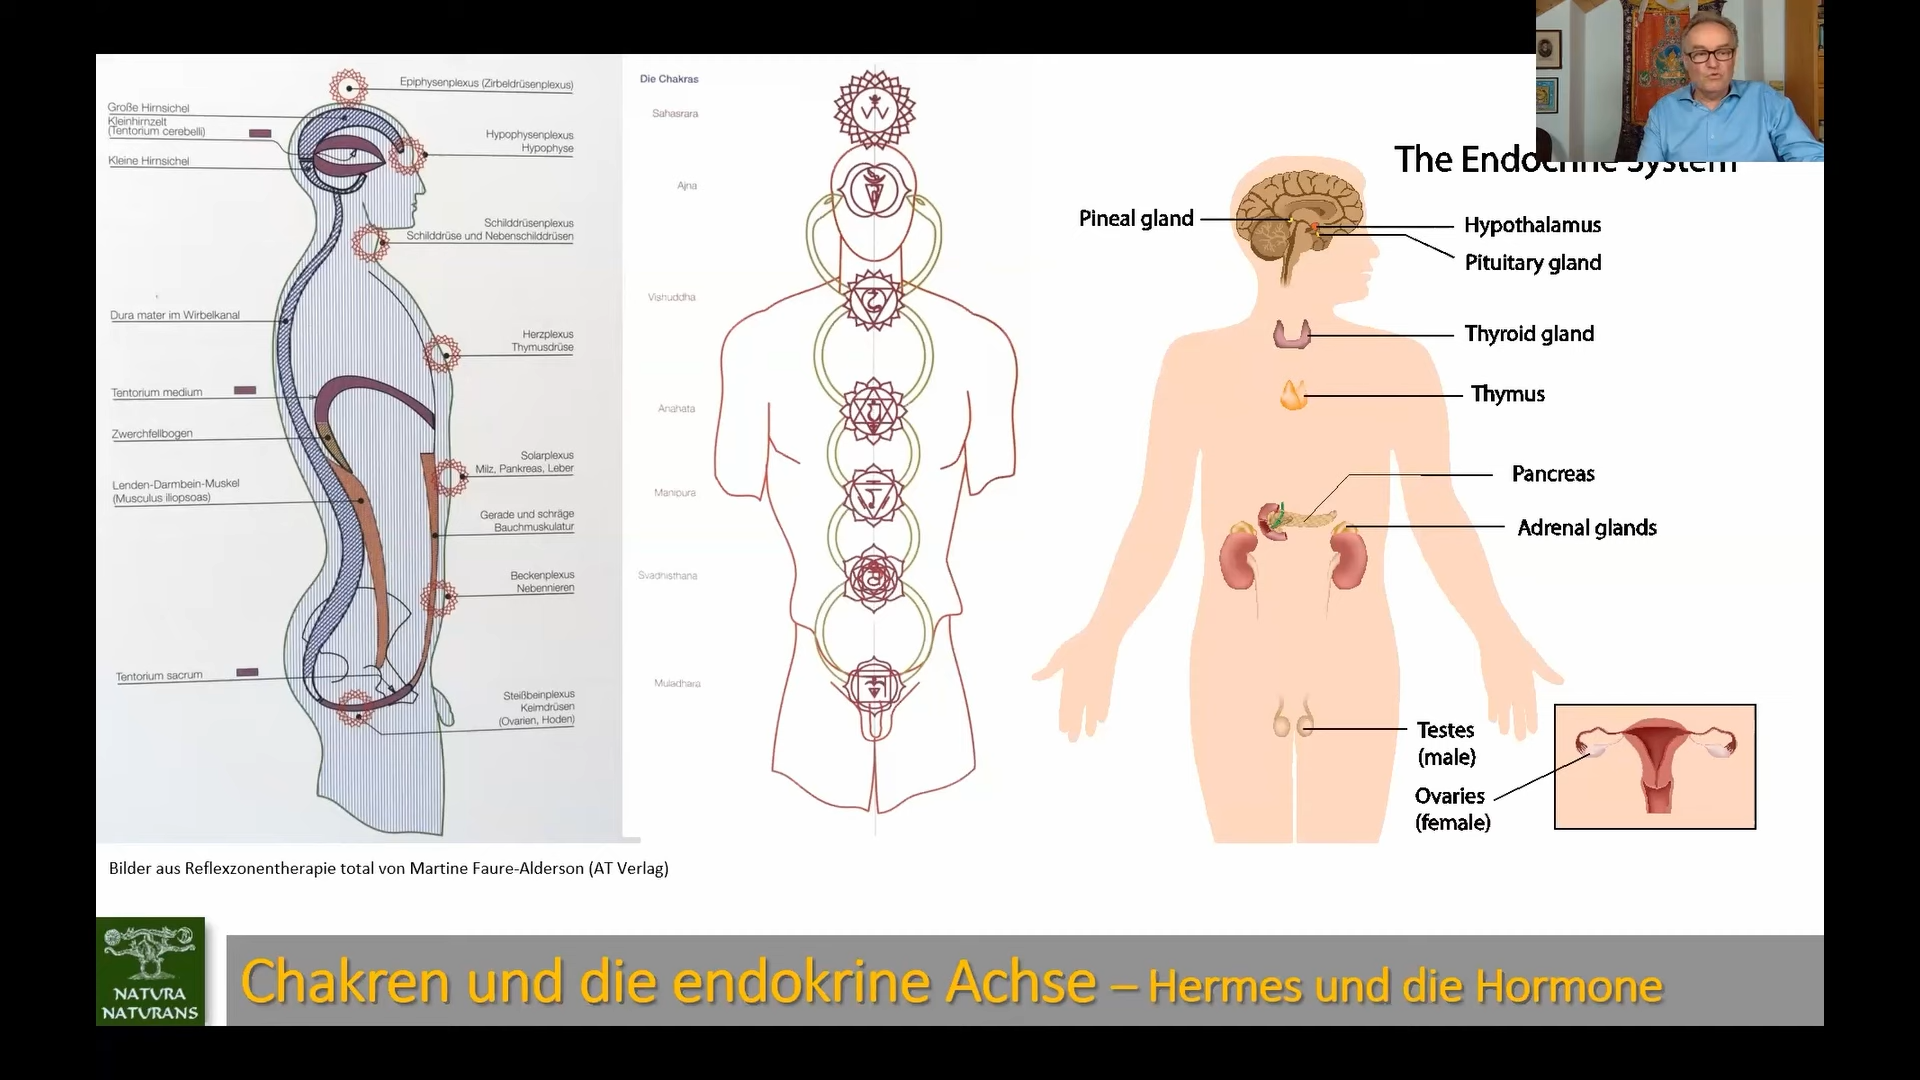 Große Hirnsichel
Kleinhirnzelt
(Tentorium cerebelli)
Kleine Hirnsichel
Dura mater im Wirbelkanal
Tentorium medium
Zwerchfellbogen
Lenden-Darmbein-Muskel
(Musculus iliopsoas)
Tentorium sacrum
Epiphysenplexus (Zirbeldrüsenplexus)
Hypophysenplexus
Hypophyse
Schilddrüsenplexus
Schilddrüse und Nebenschilddrüsen
Herzplexus
Thymusdrüse
Solarplexus
Milz, Pankreas, Leber
Gerade und schräge
Bauchmuskulatur
Beckenplexus
Nebennieren
Steißbeinplexus
Keimdrüsen
(Ovarien, Hoden)
Die Chakras
Sahasrara
Ajna
Vishuddha
Anahata
Manipura
Svadhisthana
Muladhara
The Endocrine System
Pineal gland
Hypothalamus
Pituitary gland
Thyroid gland
Thymus
Pancreas
Adrenal glands
Testes
(male)
Ovaries
(female)
Bilder aus Reflexzonentherapie total von Martine Faure-Alderson (AT Verlag)
NATURA
NATURANS
Chakren und die endokrine Achse – Hermes und die Hormone